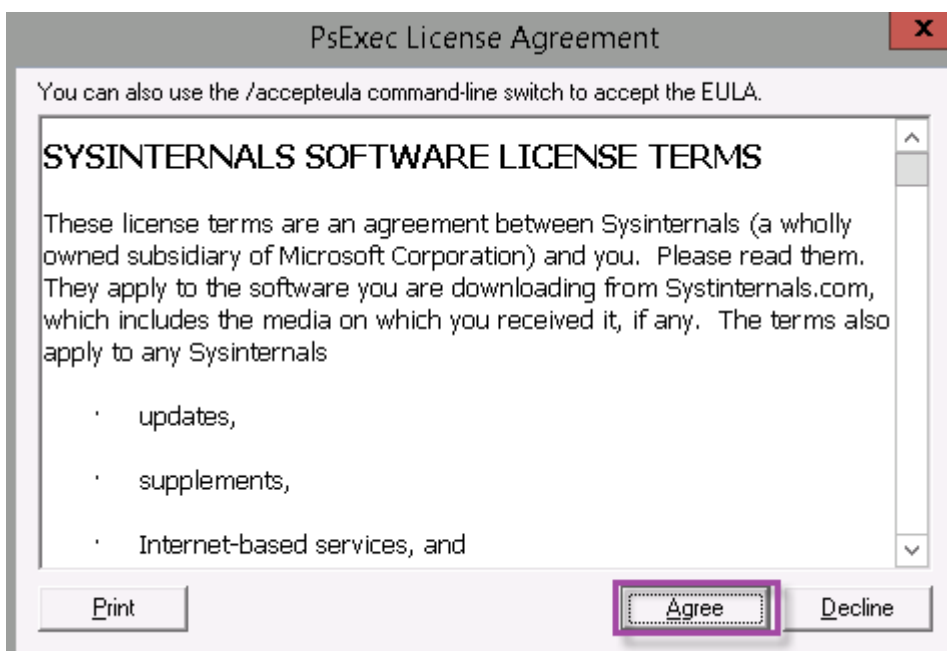 PsExec License Agreement
x
You can also use the /accepteula command-line switch to accept the EULA.
SYSINTERNALS SOFTWARE LICENSE TERMS
These license terms are an agreement between Sysinternals (a wholly
owned subsidiary of Microsoft Corporation) and you.  Please read them.
They apply to the software you are downloading from Systinternals.com,
which includes the media on which you received it, if any.  The terms also
apply to any Sysinternals
· updates,
· supplements,
· Internet-based services, and
Print Agree Decline